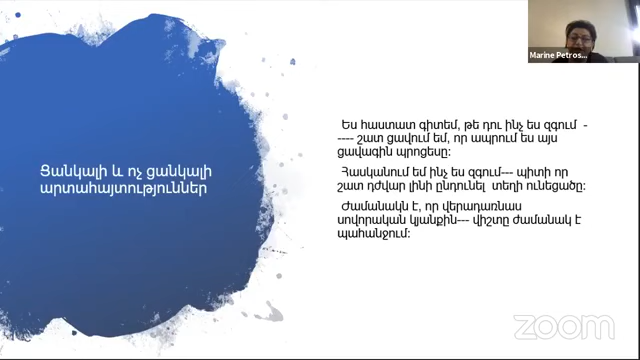 Marine Petros...
Ցանկալի և ոչ ցանկալի
արտահայտություններ
Ես հաստատ գիտեմ, թե դու ինչ ես զգում -
---- շատ ցավում եմ, որ ապրում ես այս
ցավագին պրոցեսը:
Հասկանում եմ ինչ ես զգում--- պիտի որ
շատ դժվար լինի ընդունել տեղի ունեցածը:
Ժամանակն է, որ վերադառնաս
սովորական կյանքին--- վիշտը ժամանակ է
պահանջում:
zoom